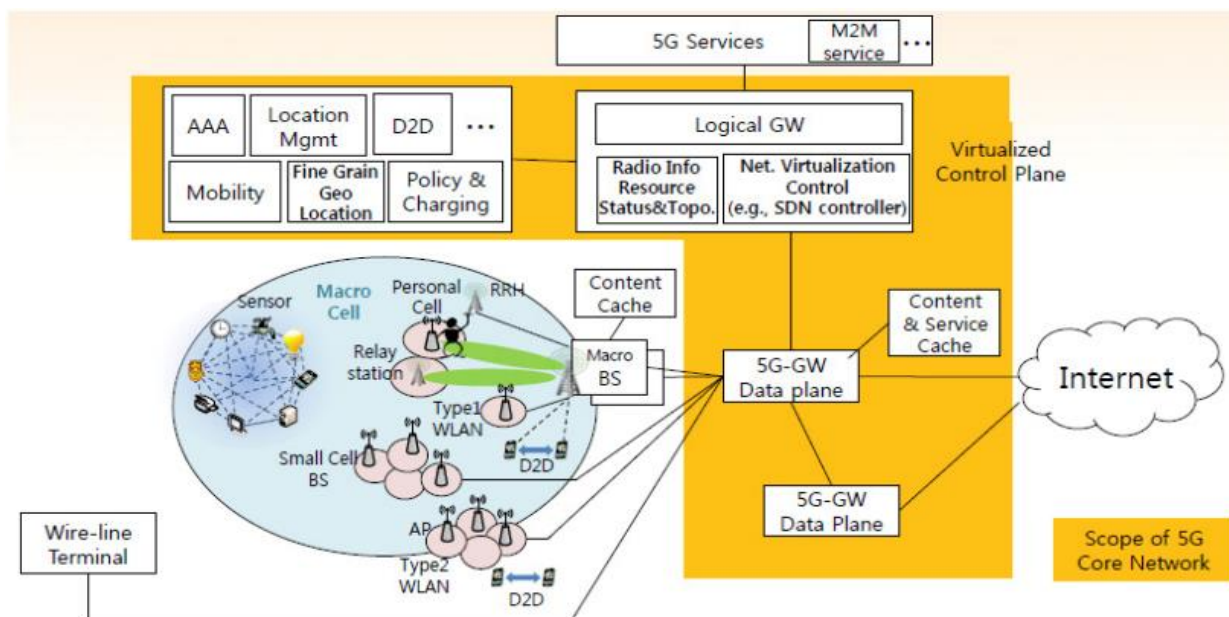 5G Services
M2M
service
...
AAA
Location
Mgmt
D2D
...
Mobility
Fine Grain
Geo
Location
Policy &
Charging
Logical GW
Radio Info
Resource
Status&Topo.
Net. Virtualization
Control
(e.g., SDN controller)
Virtualized
Control Plane
Sensor
Macro
Cell
Personal
Cell
RRH
Content
Cache
Relay
station
Macro
BS
Type1
WLAN
D2D
Small Cell
BS
AP
Type2
WLAN
D2D
5G-GW
Data plane
Content
& Service
Cache
Internet
5G-GW
Data Plane
Wire-line
Terminal
Scope of 5G
Core Network